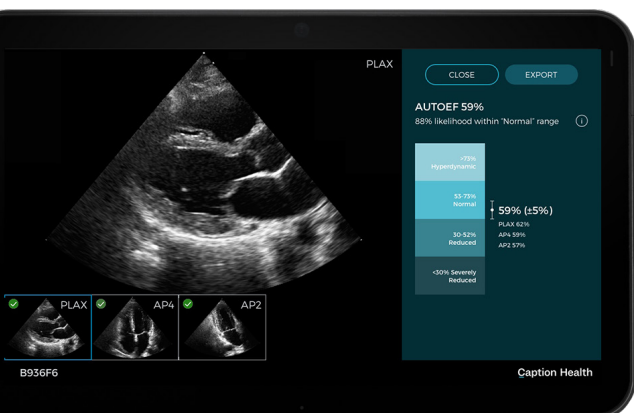 PLAX
CLOSE
EXPORT
AUTOEF 59%
88% likelihood within "Normal" range
i
>73%
Hyperdynamic
53-73%
Normal
30-52%
Reduced
<30% Severely
Reduced
59% (±5%)
PLAX 62%
AP4 59%
AP2 57%
PLAX
AP4
AP2
B936F6
Caption Health